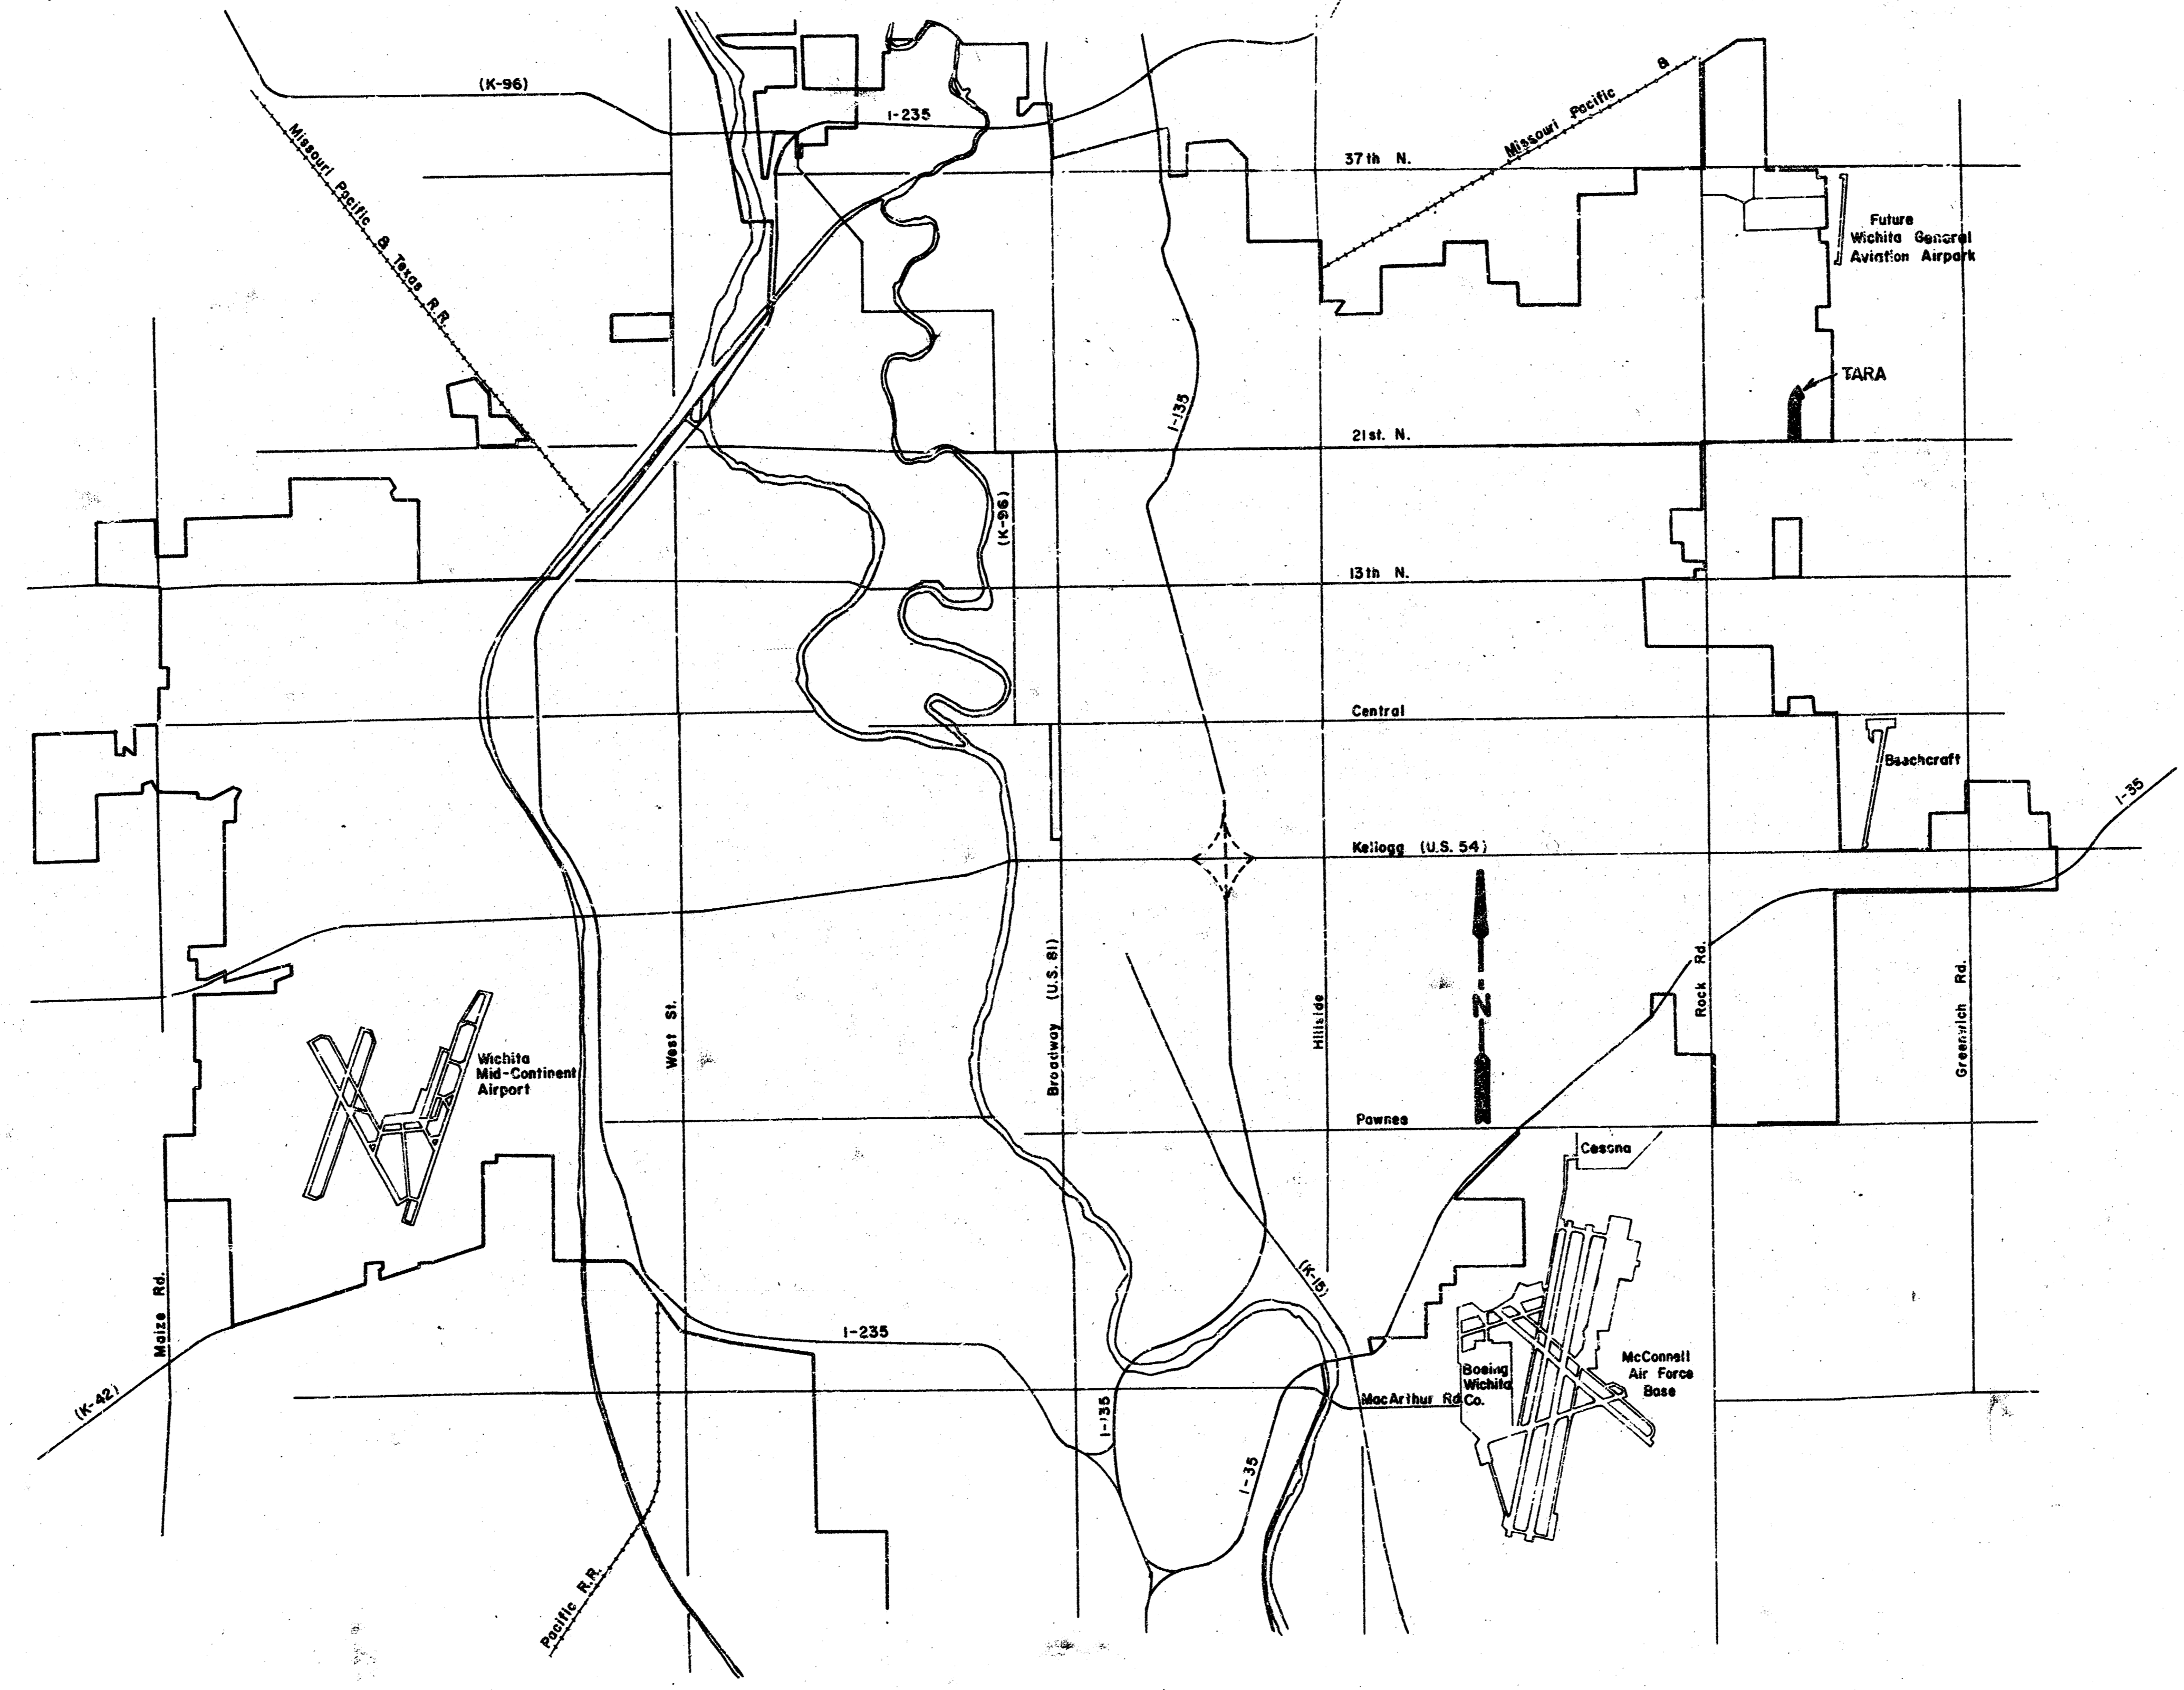 (K-96)
I-235
Missouri Pacific &
Missouri Pacific & Texas R.R.
37th N.
Future
Wichita General
Aviation Airpark
TARA
I-135
21st. N.
(K-96)
13th N.
Central
Beachcraft
I-35
Kellogg (U.S. 54)
N
Rock Rd.
Greenwich Rd.
Broadway (U.S. 81)
Hillside
West St.
Wichita
Mid-Continent
Airport
Pawnee
Cessna
(K-15)
Maize Rd.
I-235
(K-42)
McConnell
Air Force
Base
Boeing
Wichita
Co.
MacArthur Rd.
I-135
I-35
Pacific R.R.